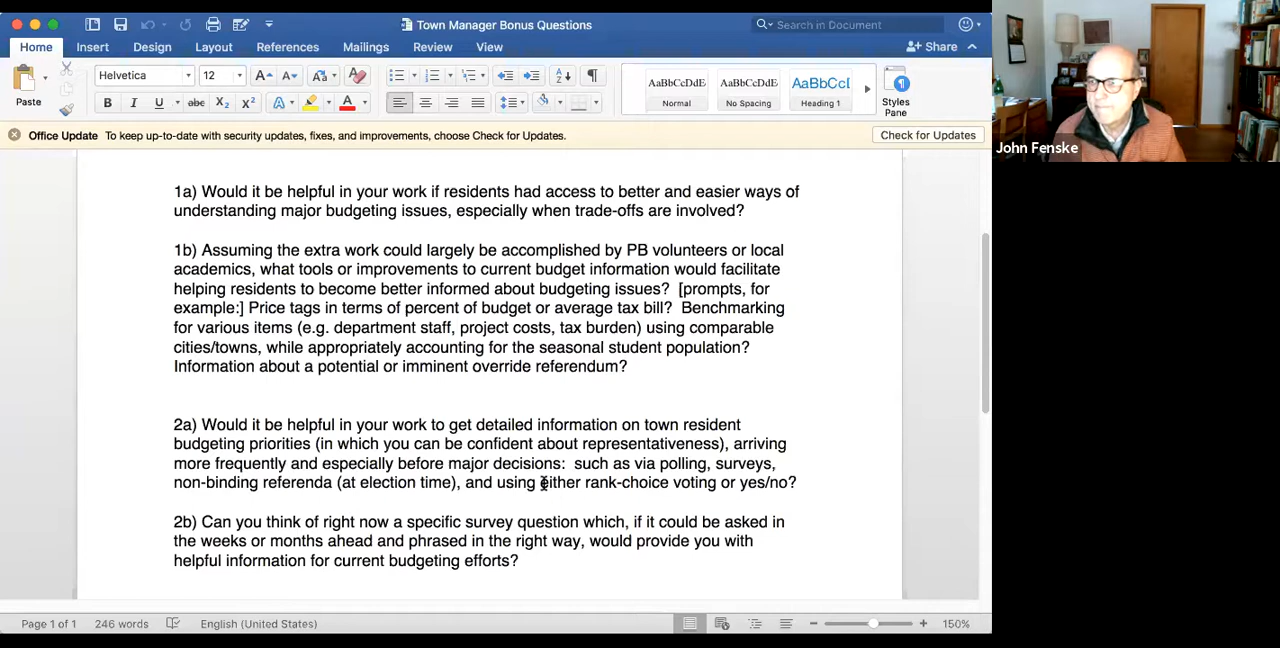 Town Manager Bonus Questions
Search in Document
Home Insert Design Layout References Mailings Review View Share
Paste
Helvetica 12
B I U abc X2 X2 A A
AaBbCcDdE AaBbCcDdE AaBbCcI
Normal No Spacing Heading 1
Styles Pane
Office Update To keep up-to-date with security updates, fixes, and improvements, choose Check for Updates. Check for Updates
John Fenske
1a) Would it be helpful in your work if residents had access to better and easier ways of
understanding major budgeting issues, especially when trade-offs are involved?
1b) Assuming the extra work could largely be accomplished by PB volunteers or local
academics, what tools or improvements to current budget information would facilitate
helping residents to become better informed about budgeting issues? [prompts, for
example:] Price tags in terms of percent of budget or average tax bill? Benchmarking
for various items (e.g. department staff, project costs, tax burden) using comparable
cities/towns, while appropriately accounting for the seasonal student population?
Information about a potential or imminent override referendum?
2a) Would it be helpful in your work to get detailed information on town resident
budgeting priorities (in which you can be confident about representativeness), arriving
more frequently and especially before major decisions: such as via polling, surveys,
non-binding referenda (at election time), and using either rank-choice voting or yes/no?
2b) Can you think of right now a specific survey question which, if it could be asked in
the weeks or months ahead and phrased in the right way, would provide you with
helpful information for current budgeting efforts?
Page 1 of 1 246 words English (United States) 150%